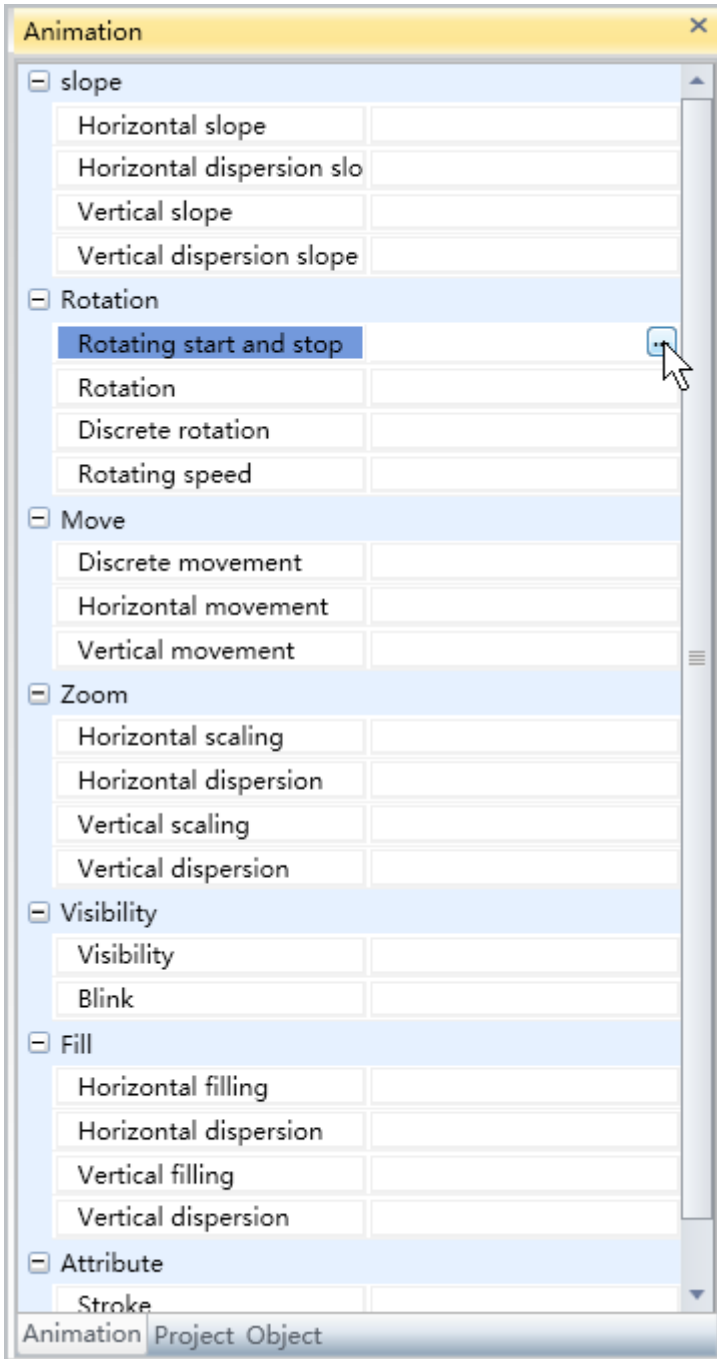 Animation
slope
Horizontal slope
Horizontal dispersion slo
Vertical slope
Vertical dispersion slope
Rotation
Rotating start and stop
...
Rotation
Discrete rotation
Rotating speed
Move
Discrete movement
Horizontal movement
Vertical movement
Zoom
Horizontal scaling
Horizontal dispersion
Vertical scaling
Vertical dispersion
Visibility
Visibility
Blink
Fill
Horizontal filling
Horizontal dispersion
Vertical filling
Vertical dispersion
Attribute
Stroke
Animation Project Object